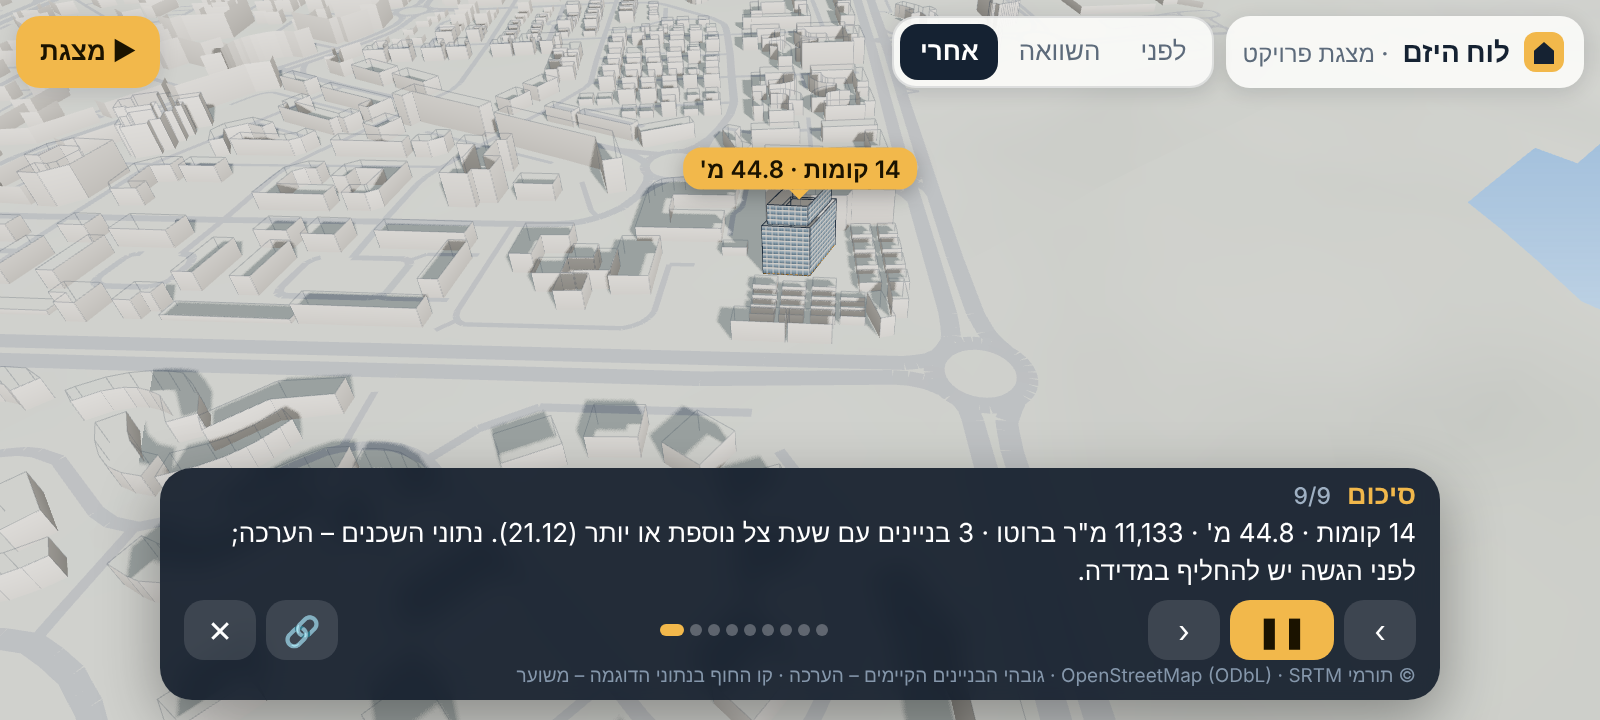 לוח היזם · מצגת פרויקט
לפני השוואה אחרי
▶ מצגת
14 קומות · 44.8 מ'
סיכום 9/9
14 קומות · 44.8 מ' · 11,133 מ"ר ברוטו · 3 בניינים עם שעת צל נוספת או יותר (21.12). נתוני השכנים – הערכה;
לפני הגשה יש להחליף במדידה.
© תורמי OpenStreetMap (ODbL) · SRTM · גובהי הבניינים הקיימים – הערכה · קו החוף בנתוני הדוגמה – משוער